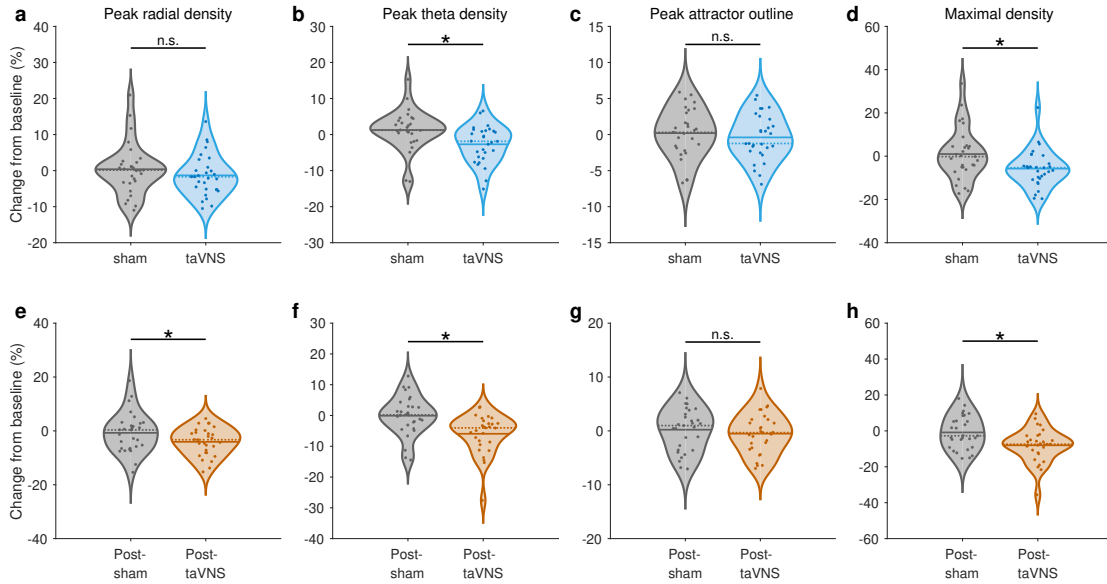 a Peak radial density
b Peak theta density
c Peak attractor outline
d Maximal density
Change from baseline (%)
40
30
20
10
0
-10
-20
n.s.
sham taVNS
30
20
10
0
-10
-20
-30
*
sham taVNS
15
10
5
0
-5
-10
-15
n.s.
sham taVNS
60
40
20
0
-20
-40
*
sham taVNS
e
f
g
h
Change from baseline (%)
40
20
0
-20
-40
*
Post- Post-
sham taVNS
30
20
10
0
-10
-20
-30
-40
*
Post- Post-
sham taVNS
20
10
0
-10
-20
n.s.
Post- Post-
sham taVNS
60
40
20
0
-20
-40
-60
*
Post- Post-
sham taVNS